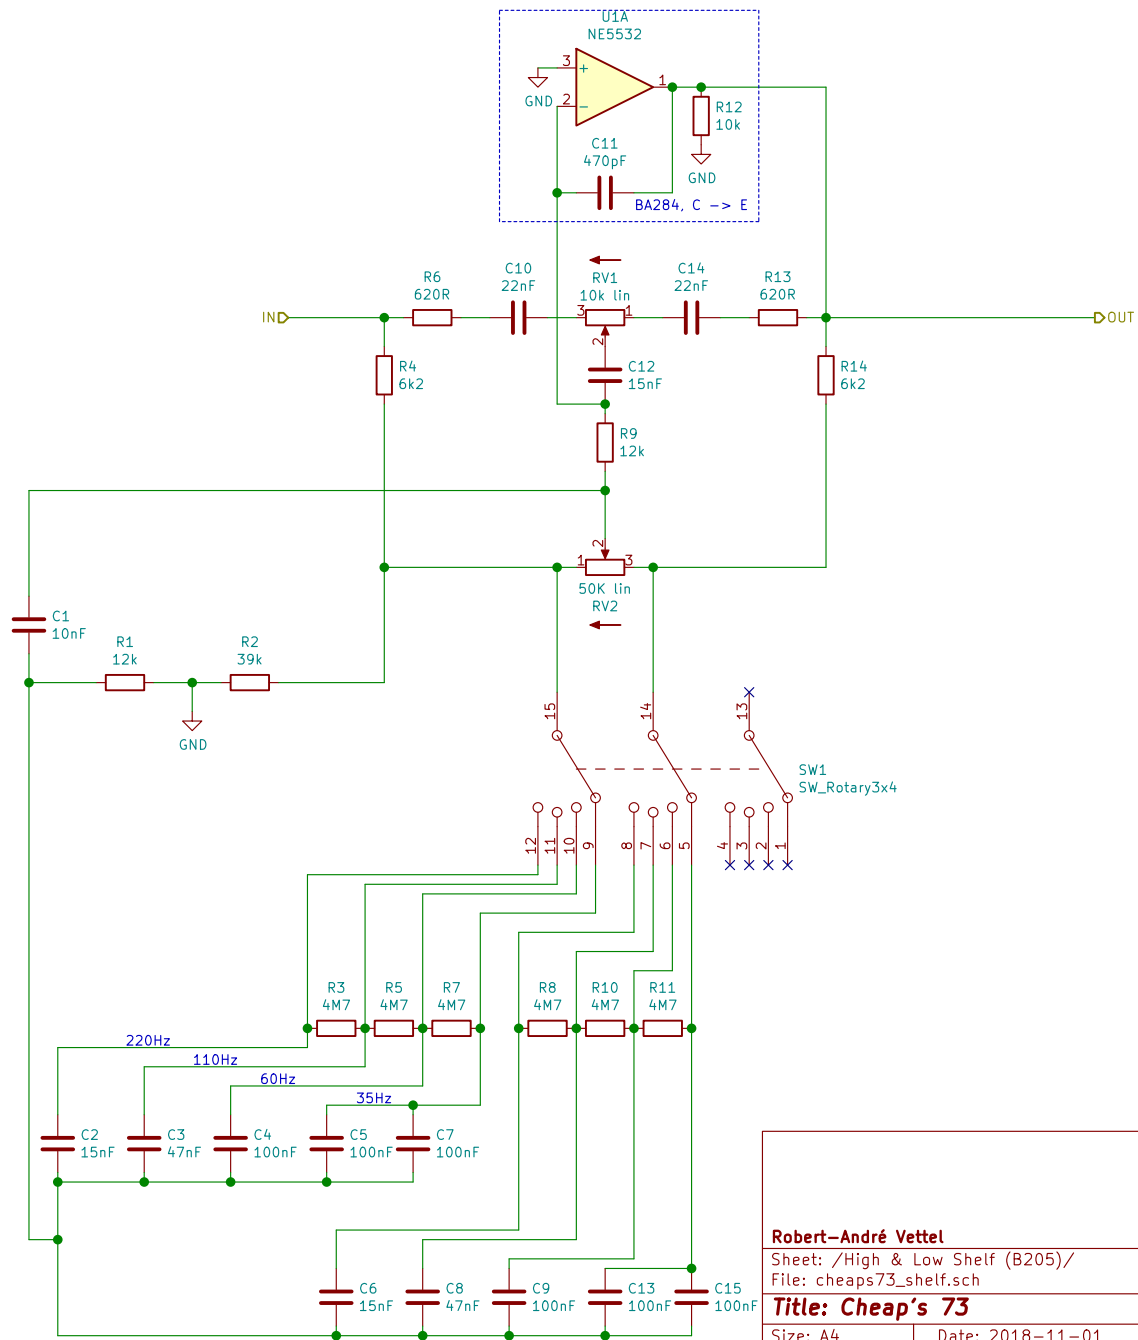 U1A
NE5532
3
+
1
GND
2
−
R12
10k
C11
470pF
GND
BA284, C -> E
R6
620R
C10
22nF
RV1
10k lin
C14
22nF
R13
620R
IN
3
1
OUT
2
R4
6k2
C12
15nF
R14
6k2
R9
12k
2
1
3
50K lin
RV2
C1
10nF
R1
12k
R2
39k
GND
15
14
13
SW1
SW_Rotary3x4
12
11
10
9
8
7
6
5
4
3
2
1
R3
4M7
R5
4M7
R7
4M7
R8
4M7
R10
4M7
R11
4M7
220Hz
110Hz
60Hz
35Hz
C2
15nF
C3
47nF
C4
100nF
C5
100nF
C7
100nF
C6
15nF
C8
47nF
C9
100nF
C13
100nF
C15
100nF
Robert-André Vettel
Sheet: /High & Low Shelf (B205)/
File: cheaps73_shelf.sch
Title: Cheap's 73
Size: A4
Date: 2018-11-01